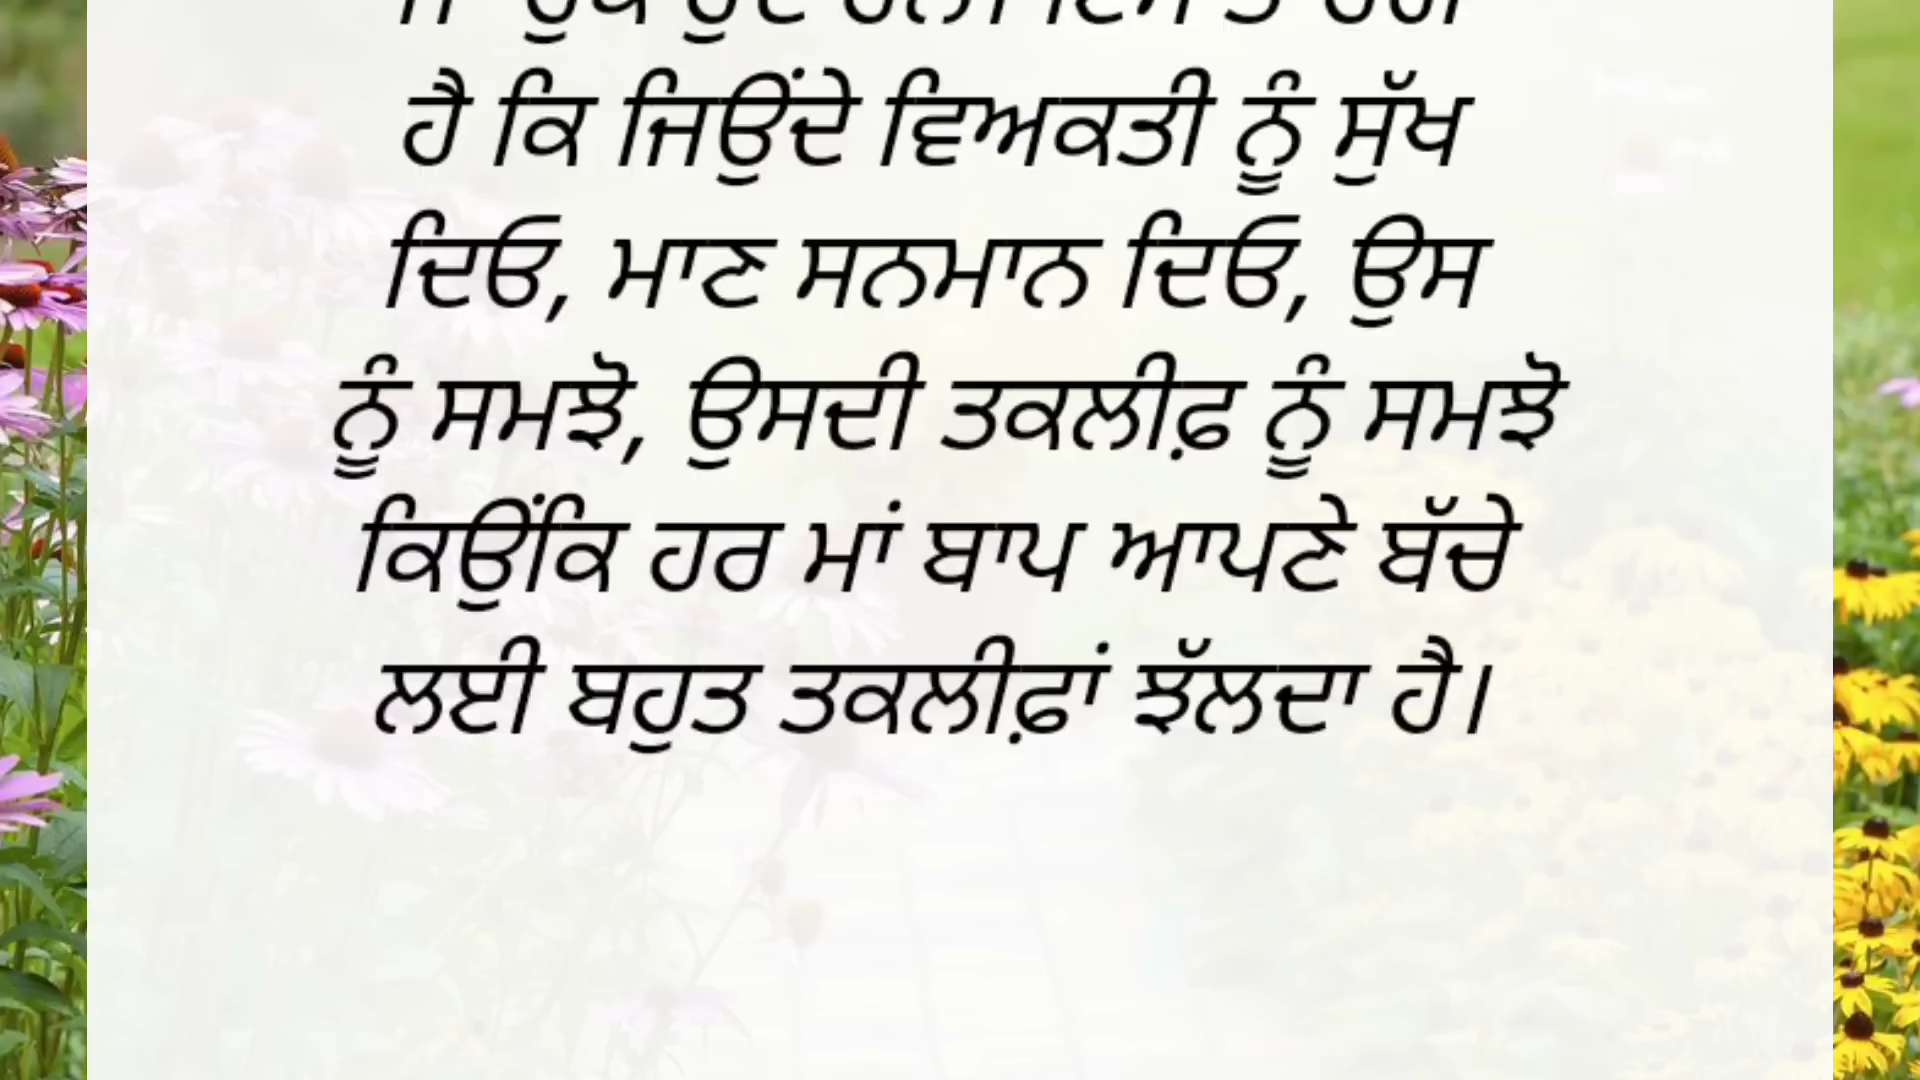 ਹੈ ਕਿ ਜਿਉਂਦੇ ਵਿਅਕਤੀ ਨੂੰ ਸੁੱਖ
ਦਿਓ, ਮਾਣ ਸਨਮਾਨ ਦਿਓ, ਉਸ
ਨੂੰ ਸਮਝੋ, ਉਸਦੀ ਤਕਲੀਫ਼ ਨੂੰ ਸਮਝੋ
ਕਿਉਂਕਿ ਹਰ ਮਾਂ ਬਾਪ ਆਪਣੇ ਬੱਚੇ
ਲਈ ਬਹੁਤ ਤਕਲੀਫ਼ਾਂ ਝੱਲਦਾ ਹੈ।